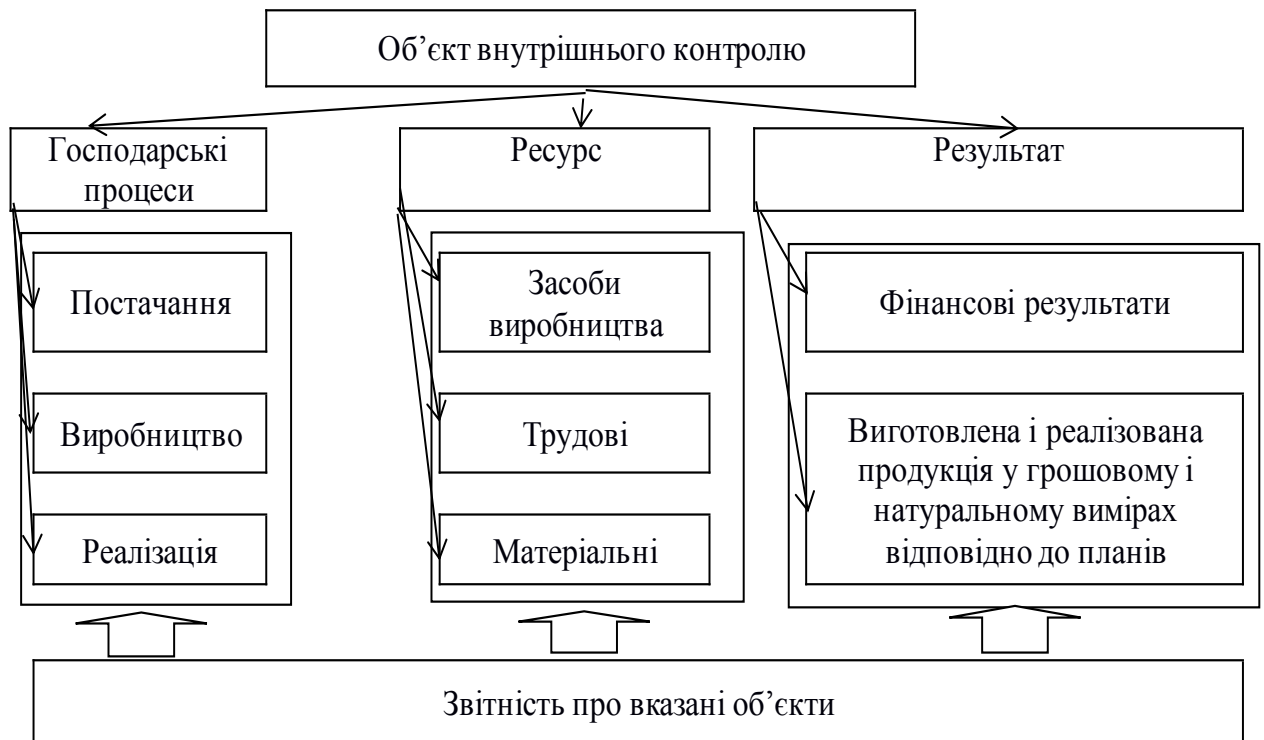 Об’єкт внутрішнього контролю
Господарські
процеси
Ресурс
Результат
Постачання
Виробництво
Реалізація
Засоби
виробництва
Трудові
Матеріальні
Фінансові результати
Виготовлена і реалізована
продукція у грошовому і
натуральному вимірах
відповідно до планів
Звітність про вказані об’єкти